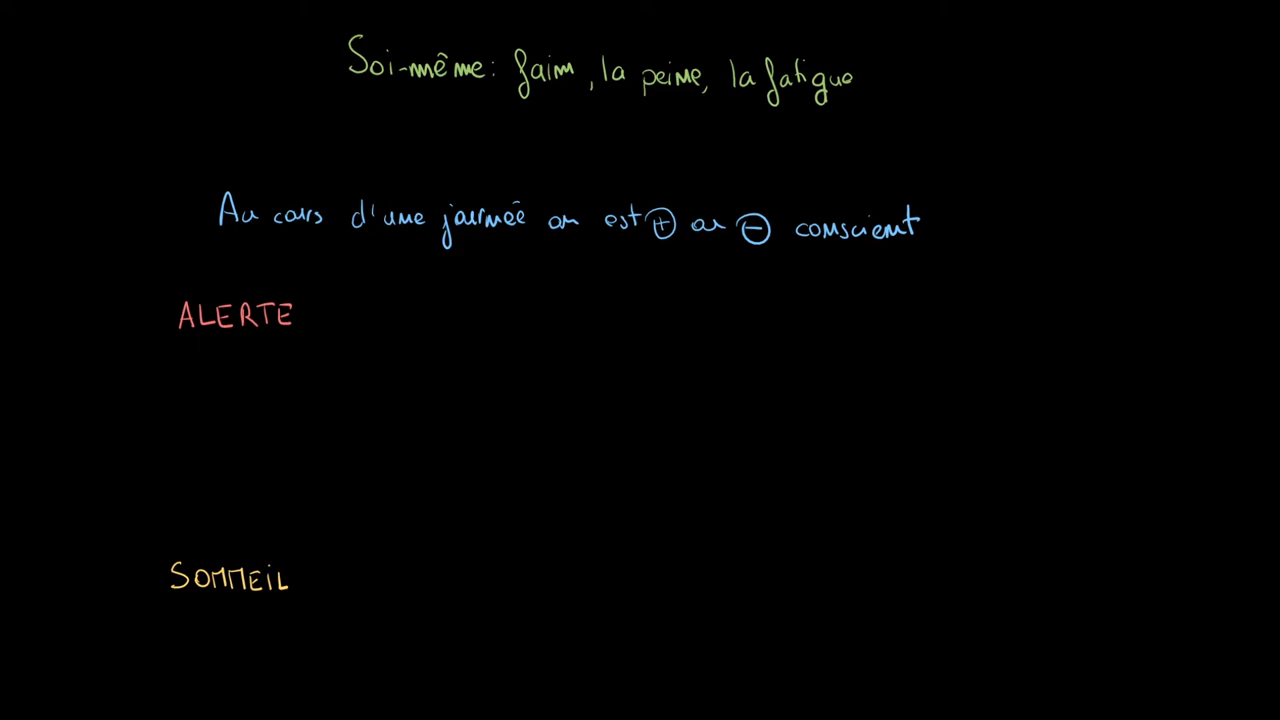 Soi-même: faim, la peine, la fatigue
Au cours d'une journée on est ⊕ ou ⊖ conscient
ALERTE
SOMMEIL